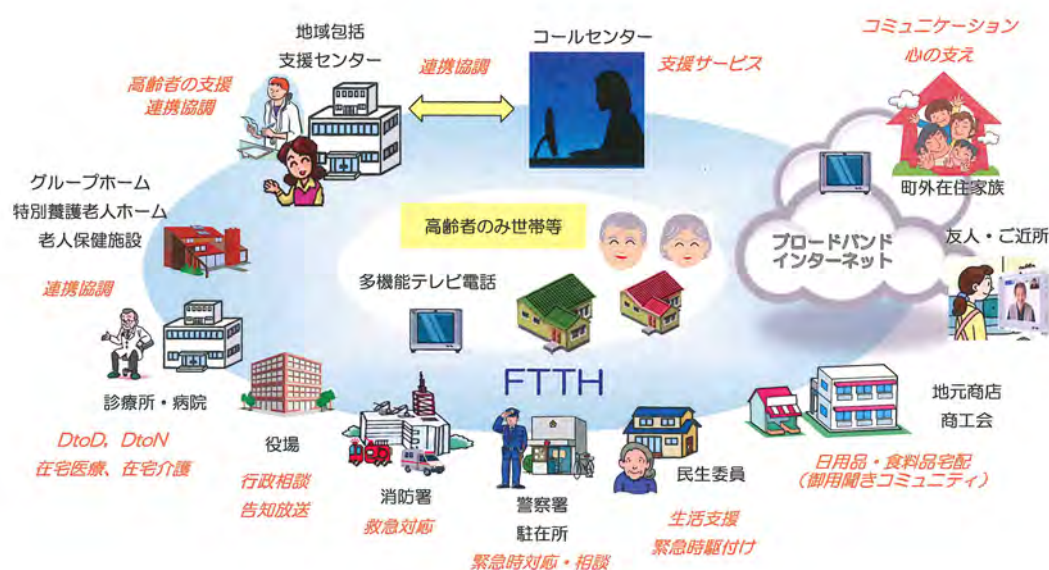 地域包括
支援センター
高齢者の支援
連携協調
連携協調
コールセンター
支援サービス
コミュニケーション
心の支え
町外在住家族
グループホーム
特別養護老人ホーム
老人保健施設
連携協調
高齢者のみ世帯等
多機能テレビ電話
ブロードバンド
インターネット
友人・ご近所
FTTH
診療所・病院
DtoD，DtoN
在宅医療、在宅介護
役場
行政相談
告知放送
消防署
救急対応
警察署
駐在所
緊急時対応・相談
民生委員
生活支援
緊急時駆付け
地元商店
商工会
日用品・食料品宅配
（御用聞きコミュニティ）